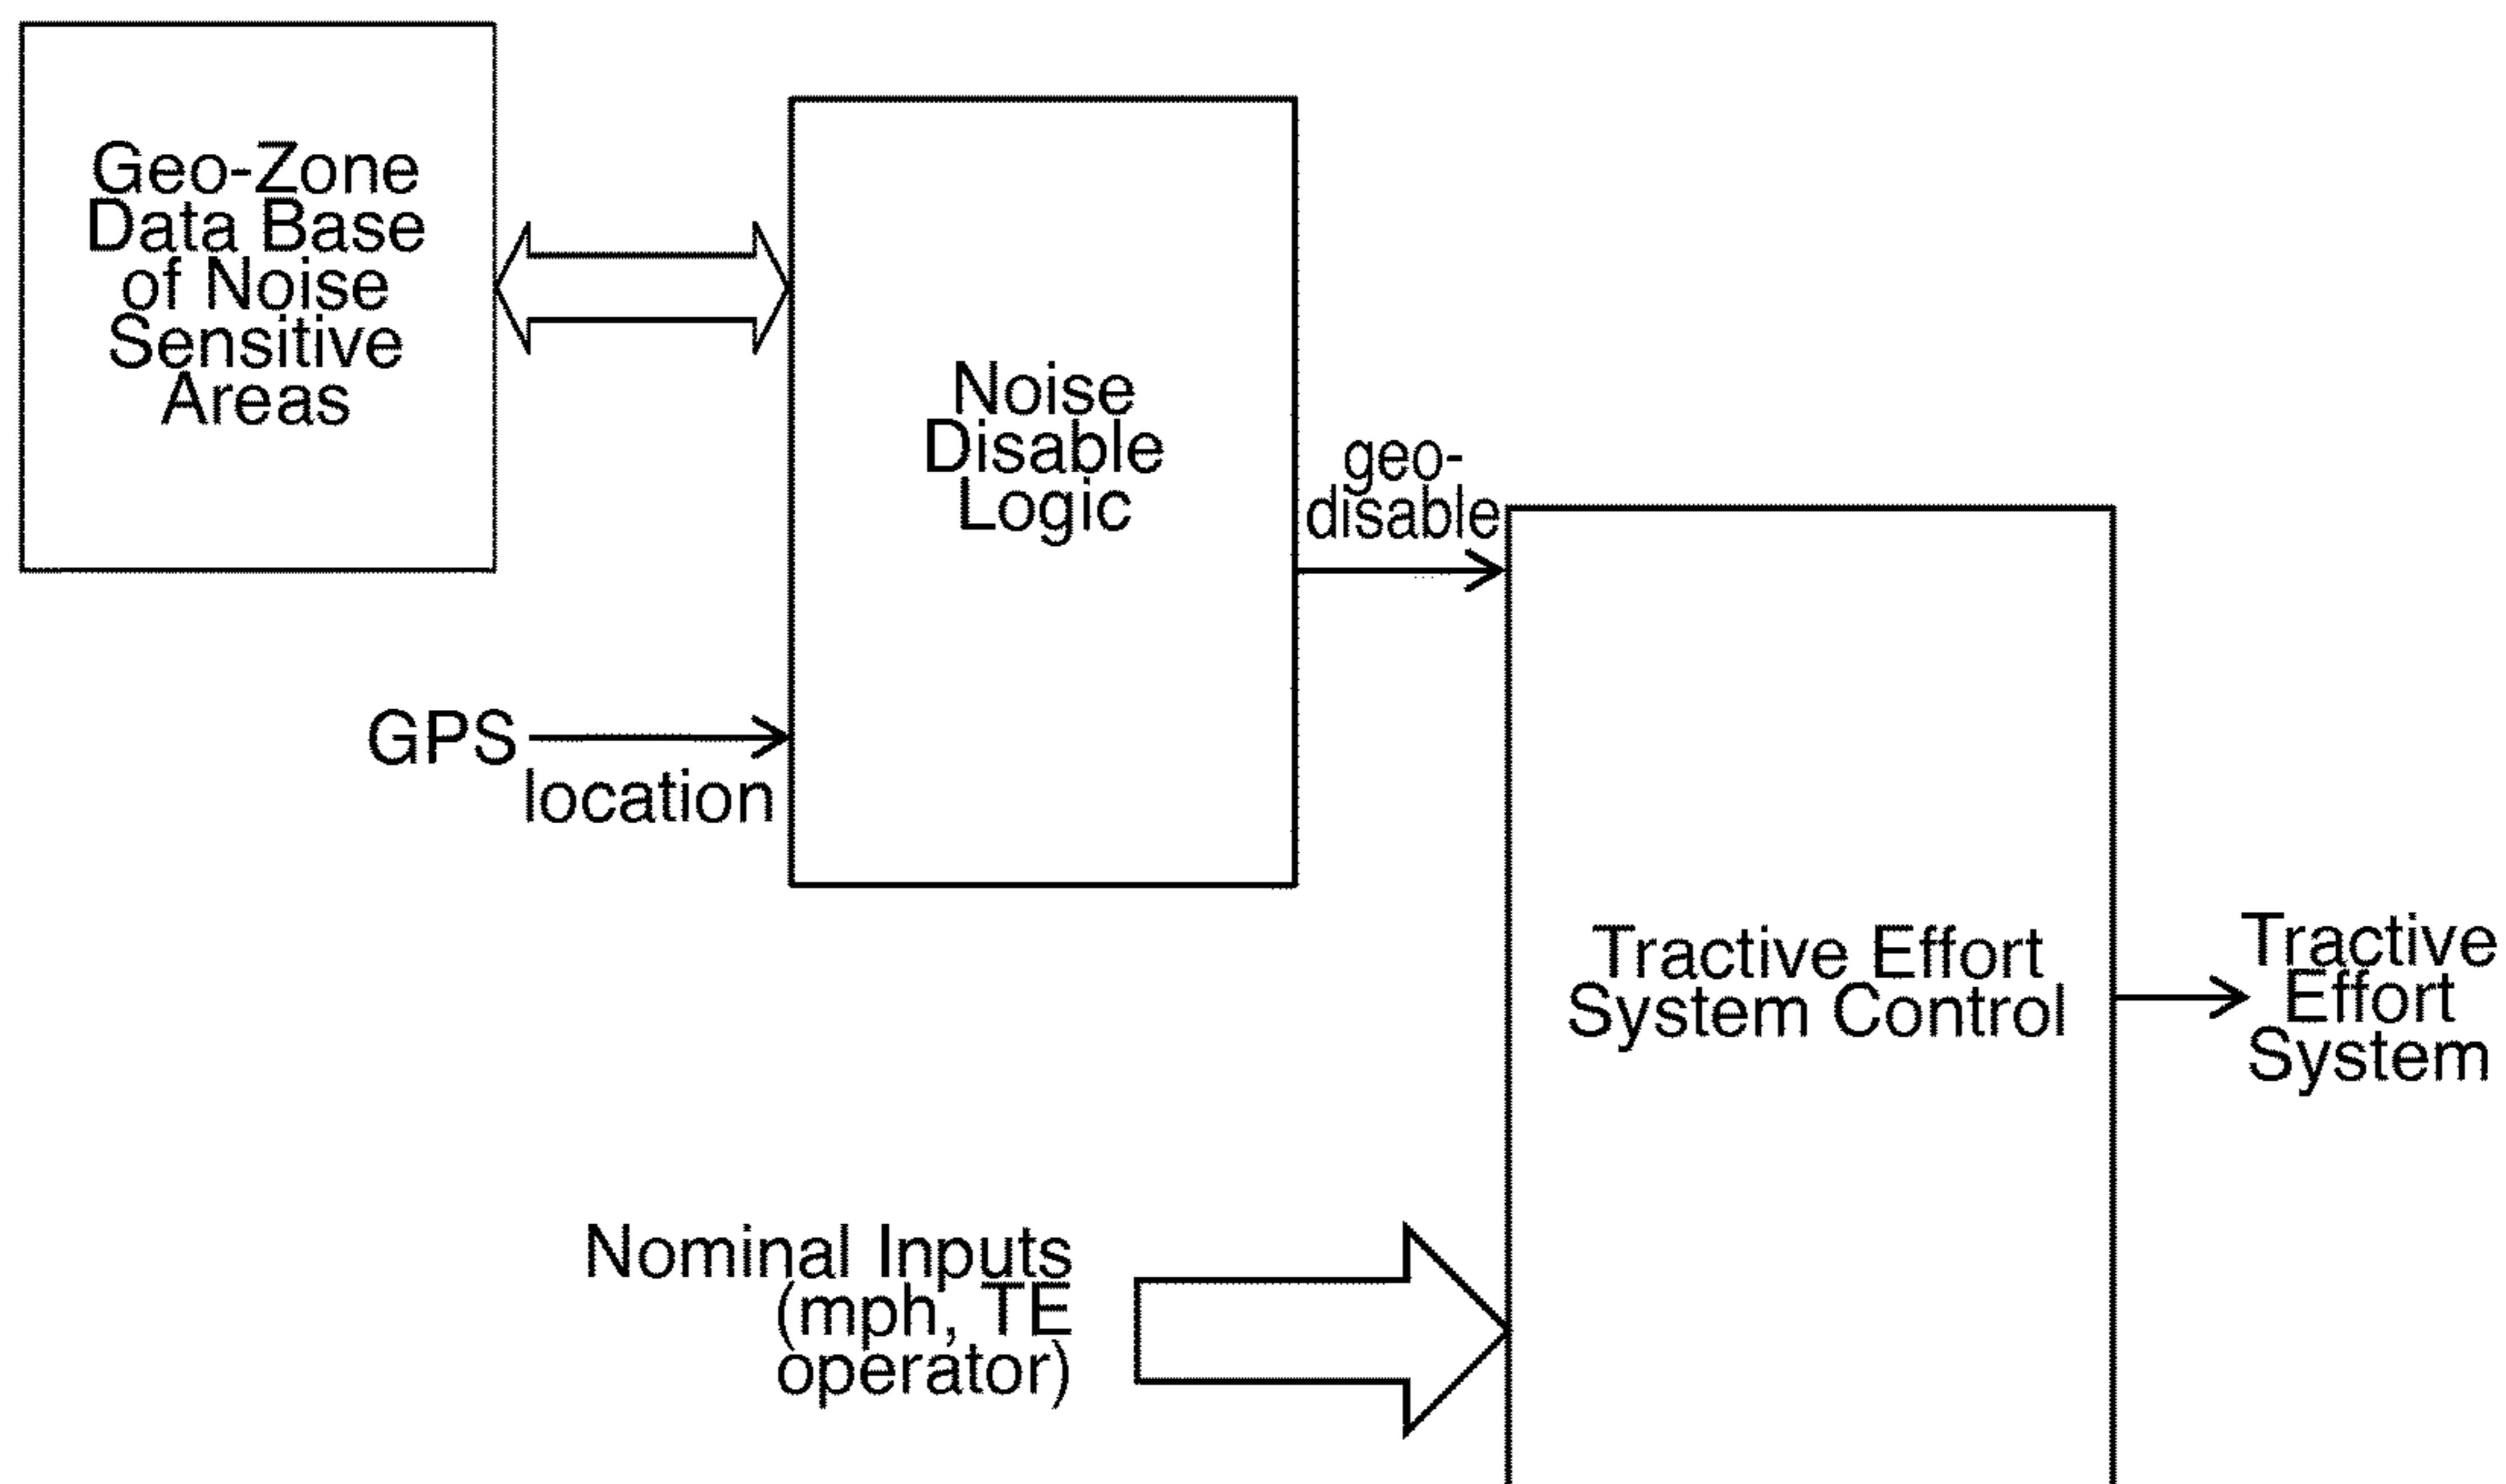 Geo-Zone
Data Base
of Noise
Sensitive
Areas
Noise
Disable
Logic
geo-
disable
GPS
location
Tractive Effort
System Control
Tractive
Effort
System
Nominal Inputs
(mph, TE
operator)